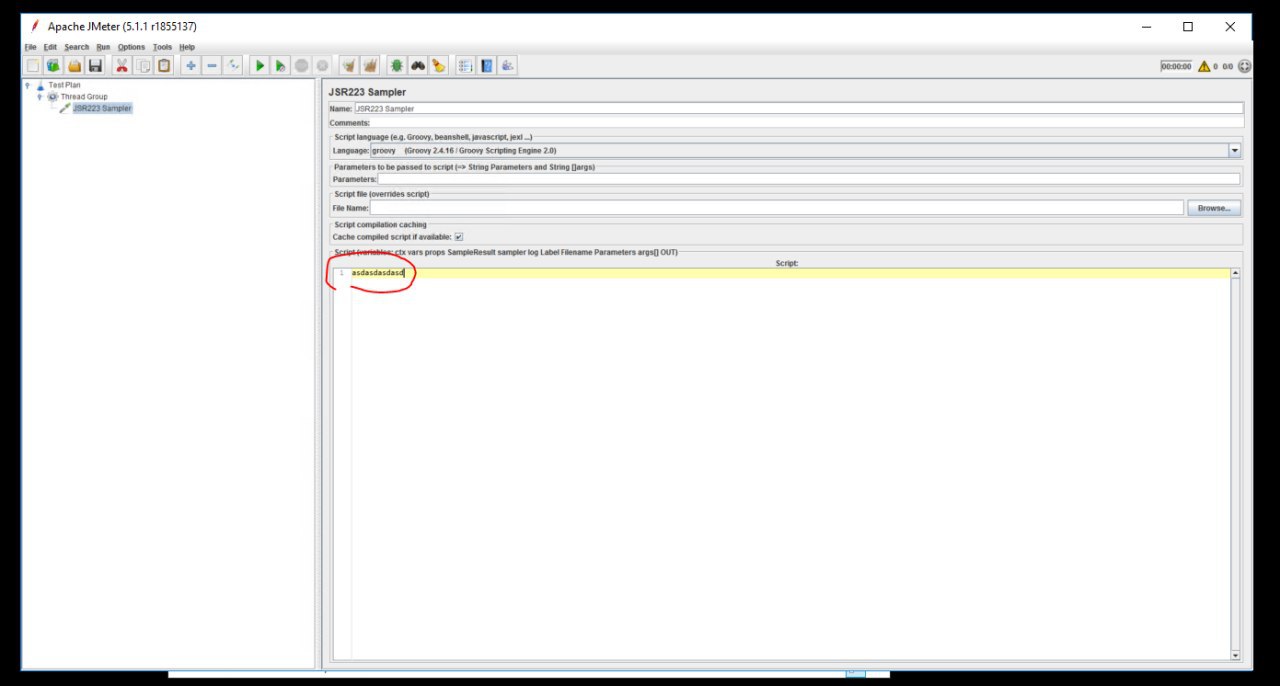 Apache JMeter (5.1.1 r1855137)
File Edit Search Run Options Tools Help
00:00:00 0 0/0
Test Plan
Thread Group
JSR223 Sampler
JSR223 Sampler
Name: JSR223 Sampler
Comments:
Script language (e.g. Groovy, beanshell, javascript, jexl ...)
Language: groovy (Groovy 2.4.16 / Groovy Scripting Engine 2.0)
Parameters to be passed to script (=> String Parameters and String []args)
Parameters:
Script file (overrides script)
File Name: Browse...
Script compilation caching
Cache compiled script if available:
Script (variables: ctx vars props SampleResult sampler log Label Filename Parameters args[] OUT)
Script:
1 asdasdasdasd